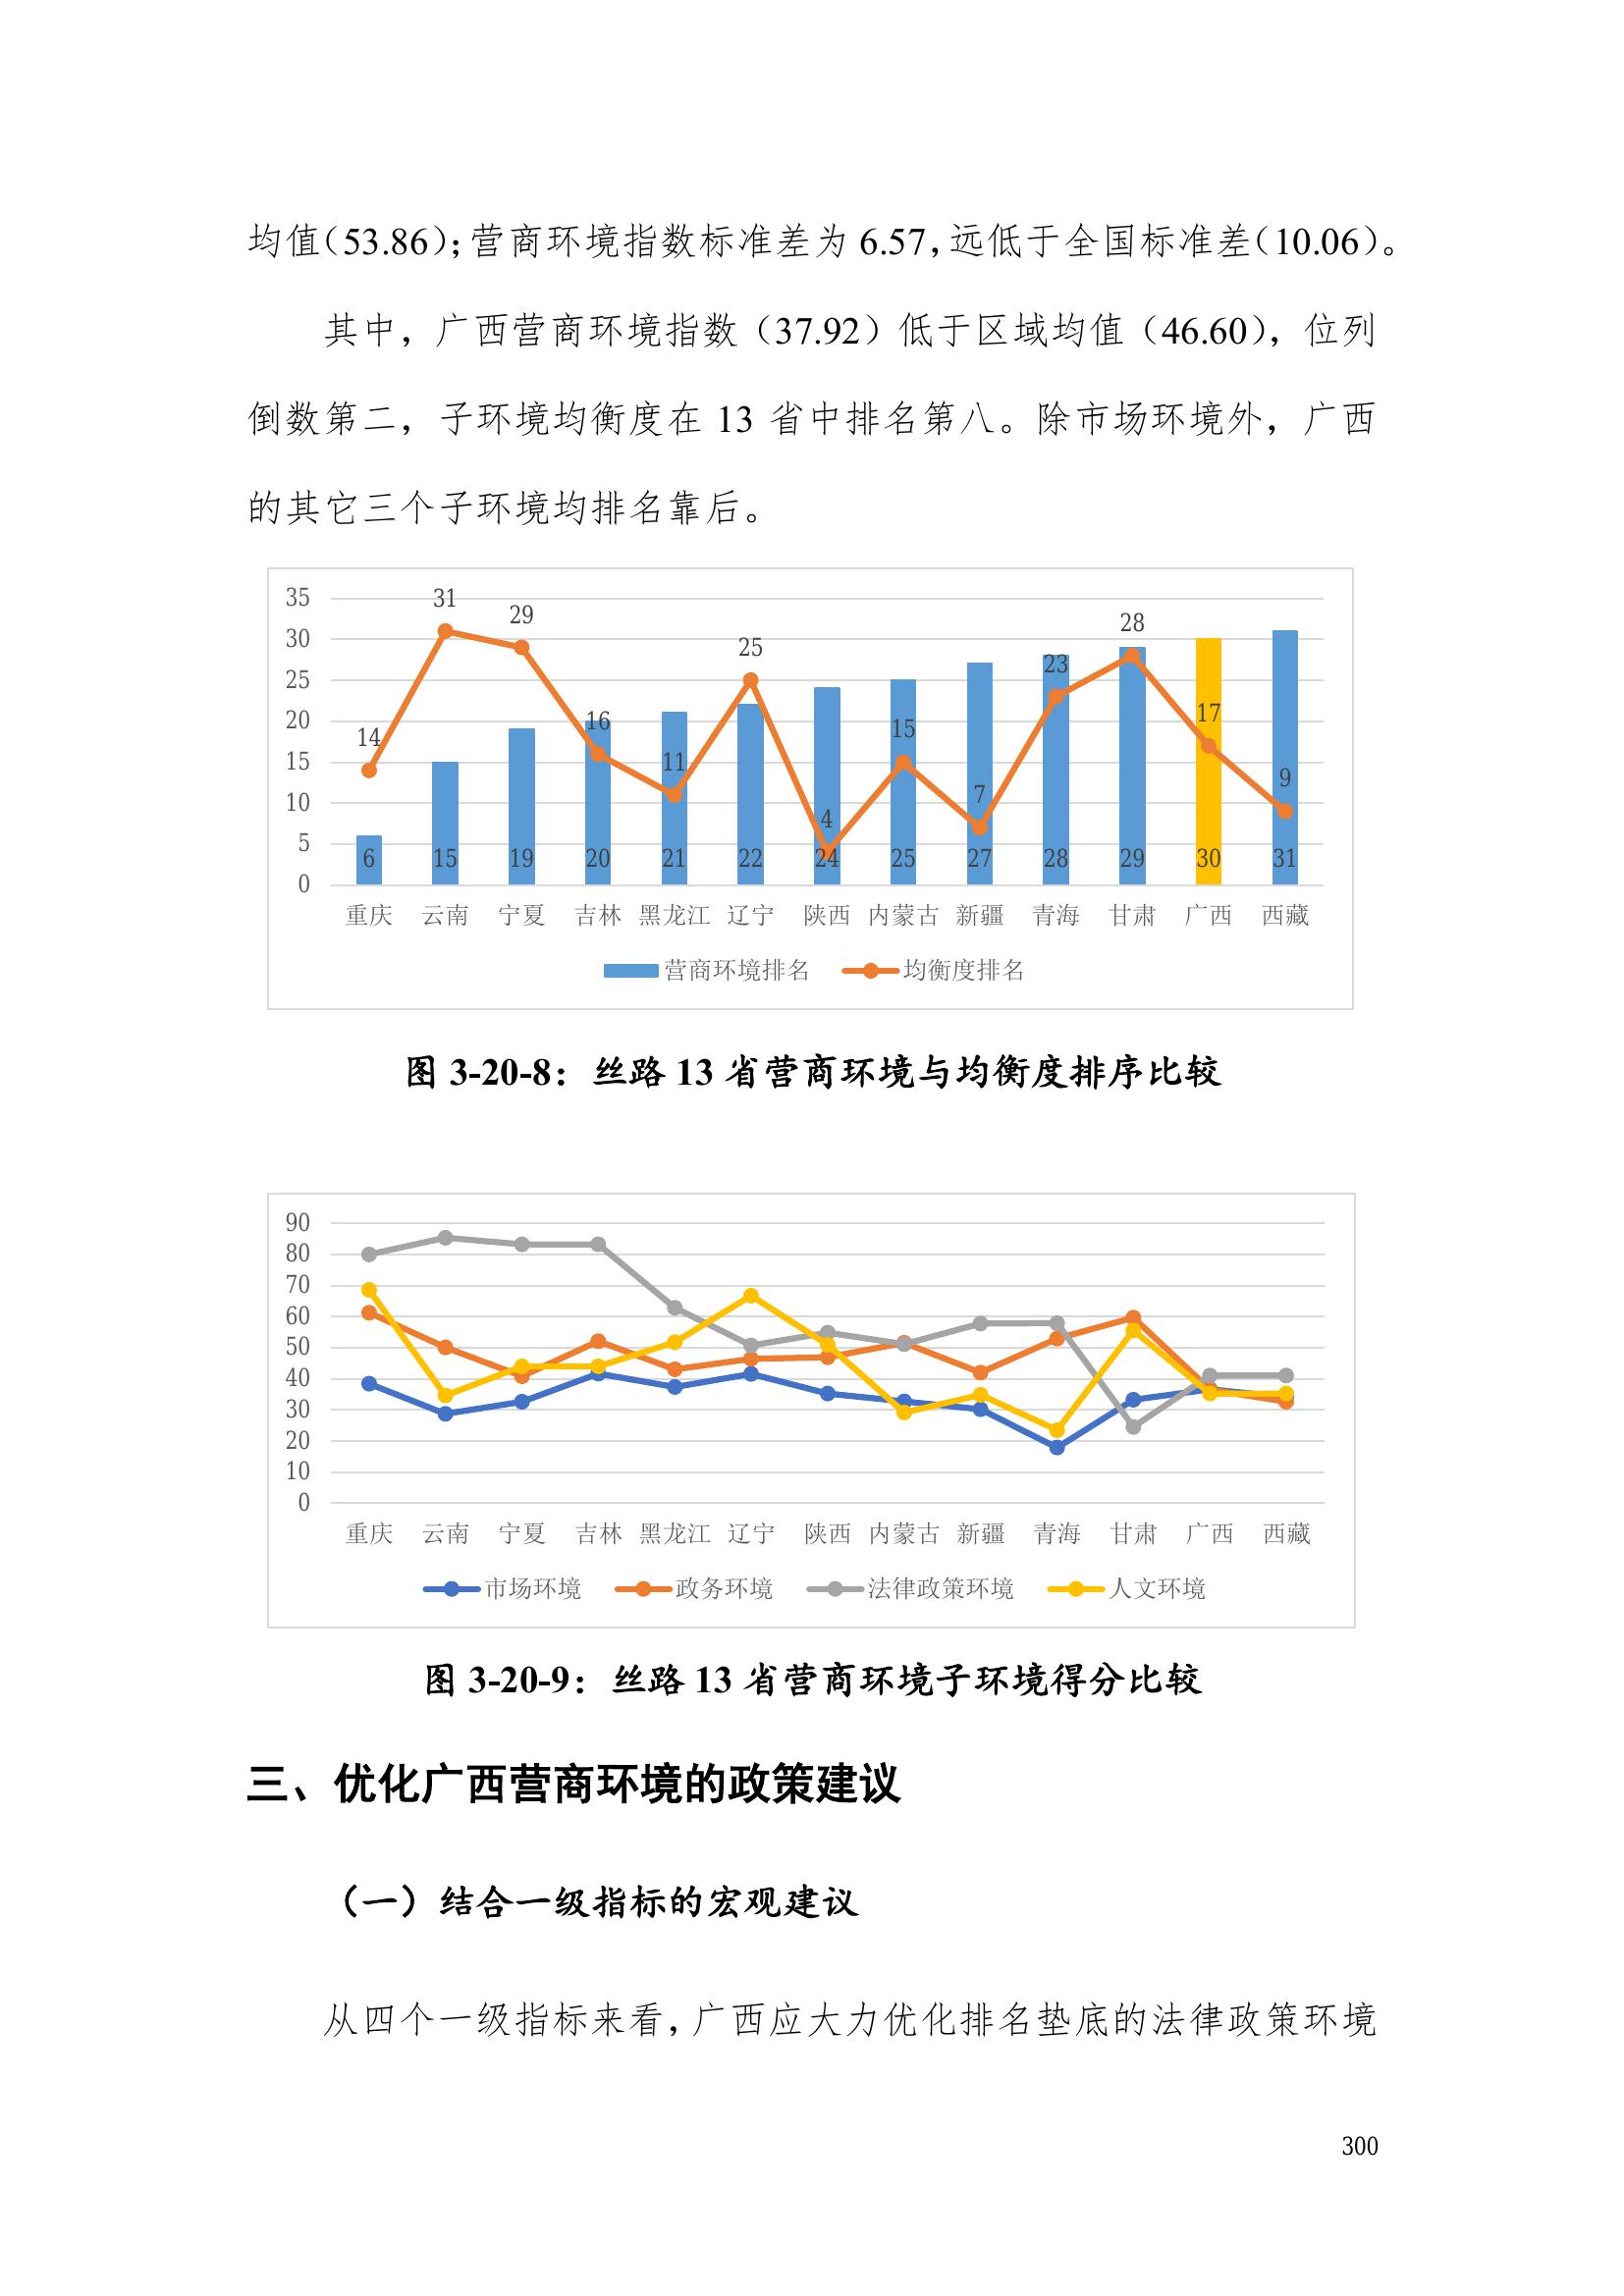 均值（53.86）；营商环境指数标准差为 6.57，远低于全国标准差（10.06）。
其中，广西营商环境指数（37.92）低于区域均值（46.60），位列
倒数第二，子环境均衡度在 13 省中排名第八。除市场环境外，广西
的其它三个子环境均排名靠后。
35
30
25
20
15
10
5
0
14 31 29 16 11 25 4 15 7 23 28 17 9
6 15 19 20 21 22 24 25 27 28 29 30 31
重庆 云南 宁夏 吉林 黑龙江 辽宁 陕西 内蒙古 新疆 青海 甘肃 广西 西藏
营商环境排名 均衡度排名
图 3-20-8：丝路 13 省营商环境与均衡度排序比较
90
80
70
60
50
40
30
20
10
0
重庆 云南 宁夏 吉林 黑龙江 辽宁 陕西 内蒙古 新疆 青海 甘肃 广西 西藏
市场环境 政务环境 法律政策环境 人文环境
图 3-20-9：丝路 13 省营商环境子环境得分比较
三、优化广西营商环境的政策建议
（一）结合一级指标的宏观建议
从四个一级指标来看，广西应大力优化排名垫底的法律政策环境
300